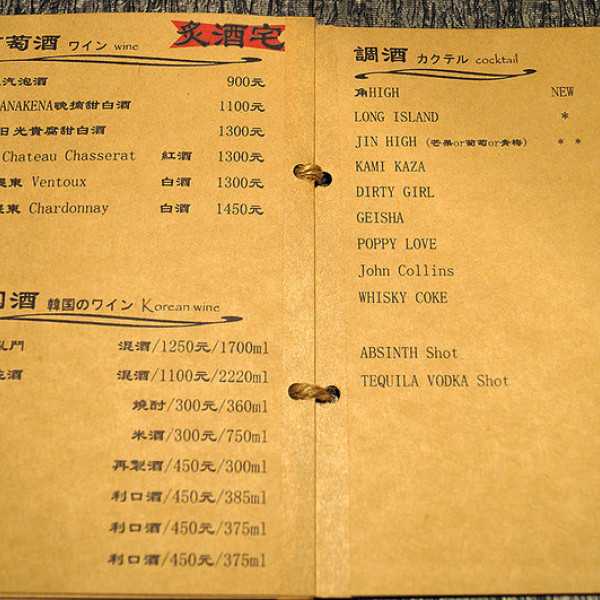 萄酒 ワイン wine
炙酒宅
汽泡酒 900元
ANAKENA晚摘甜白酒 1100元
阳光貴腐甜白酒 1300元
Chateau Chasserat 紅酒 1300元
東 Ventoux 白酒 1300元
東 Chardonnay 白酒 1450元
酒 韓国のワイン Korean wine
鬥 混酒/1250元/1700ml
酒 混酒/1100元/2220ml
燒酎/300元/360ml
米酒/300元/750ml
再製酒/450元/300ml
利口酒/450元/385ml
利口酒/450元/375ml
利口酒/450元/375ml
調酒 カクテル cocktail
角HIGH NEW
LONG ISLAND *
JIN HIGH (芒果or葡萄or青梅) * *
KAMI KAZA
DIRTY GIRL
GEISHA
POPPY LOVE
John Collins
WHISKY COKE
ABSINTH Shot
TEQUILA VODKA Shot